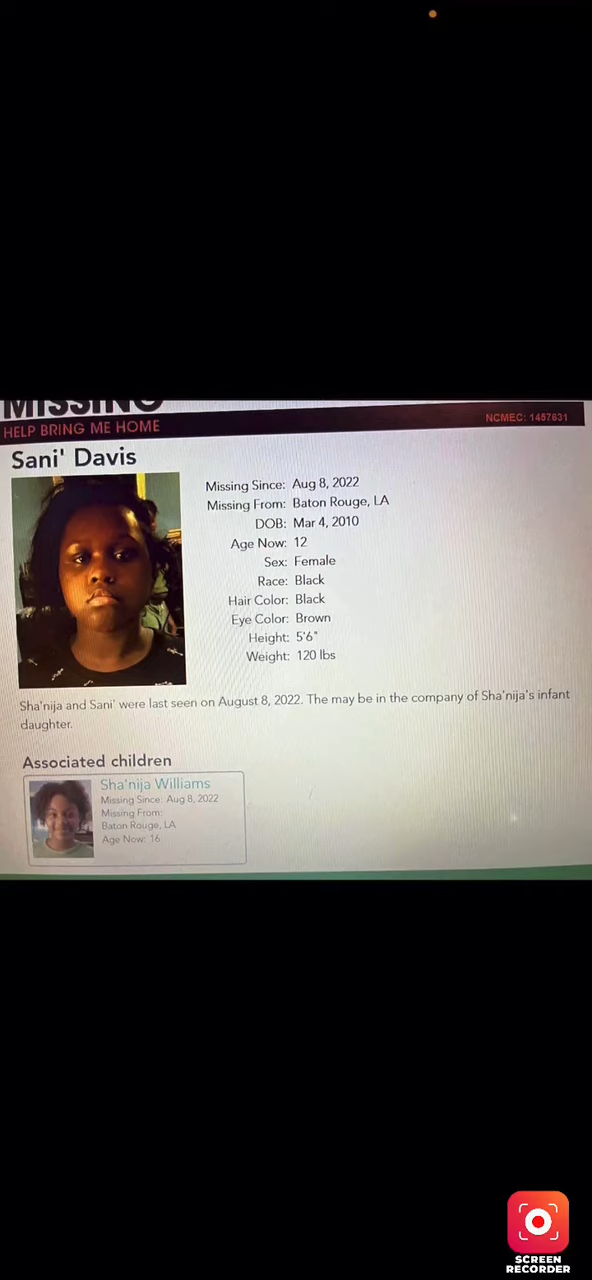 MISSING
HELP BRING ME HOME
NCMEC: 1457631
Sani' Davis
Missing Since: Aug 8, 2022
Missing From: Baton Rouge, LA
DOB: Mar 4, 2010
Age Now: 12
Sex: Female
Race: Black
Hair Color: Black
Eye Color: Brown
Height: 5'6"
Weight: 120 lbs
Sha'nija and Sani' were last seen on August 8, 2022. The may be in the company of Sha'nija's infant
daughter.
Associated children
Sha'nija Williams
Missing Since: Aug 8, 2022
Missing From:
Baton Rouge, LA
Age Now: 16
SCREEN
RECORDER